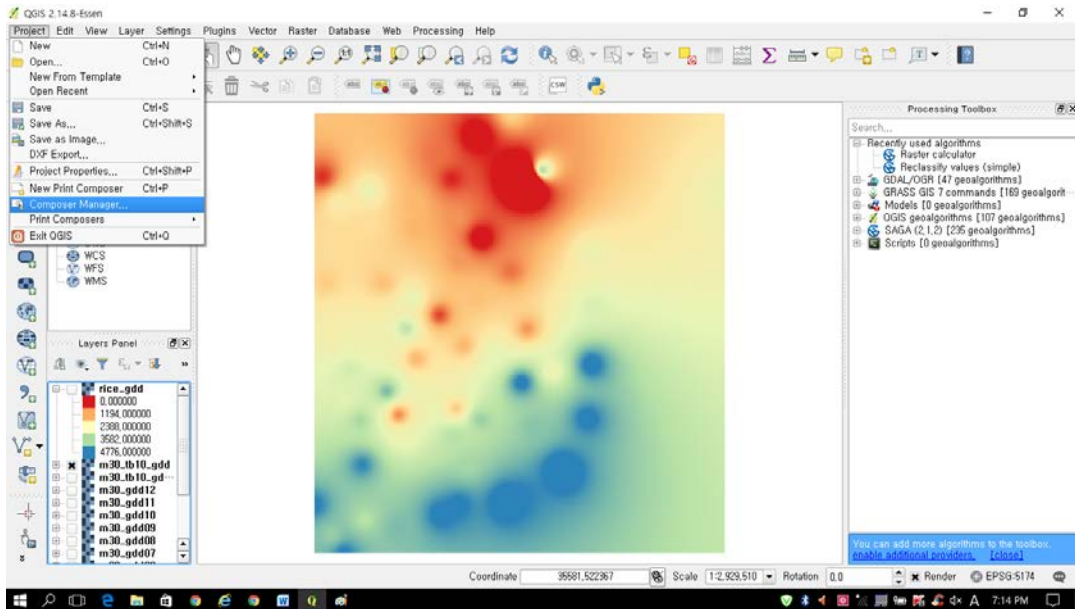 QGIS 2.14.8-Essen
Project Edit View Layer Settings Plugins Vector Raster Database Web Processing Help
New Ctrl+N
Open... Ctrl+O
New From Template
Open Recent
Save Ctrl+S
Save As... Ctrl+Shift+S
Save as Image...
DXF Export...
Project Properties... Ctrl+Shift+P
New Print Composer Ctrl+P
Composer Manager...
Print Composers
Exit QGIS Ctrl+Q
CSW
WCS
WFS
WMS
Layers Panel
rice_gdd
0,000000
1194,000000
2388,000000
3582,000000
4776,000000
m30_tb10_gdd
m30_tb10_gd...
m30_gdd12
m30_gdd11
m30_gdd10
m30_gdd09
m30_gdd08
m30_gdd07
Processing Toolbox
Search...
Recently used algorithms
Raster calculator
Reclassify values (simple)
GDAL/OGR [47 geoalgorithms]
GRASS GIS 7 commands [169 geoalgorit
Models [0 geoalgorithms]
QGIS geoalgorithms [107 geoalgorithms]
SAGA (2,1,2) [235 geoalgorithms]
Scripts [0 geoalgorithms]
You can add more algorithms to the toolbox,
enable additional providers, [close]
Coordinate 35581,522367 Scale 1:2,929,510 Rotation 0.0 Render EPSG:5174
A 7:14 PM